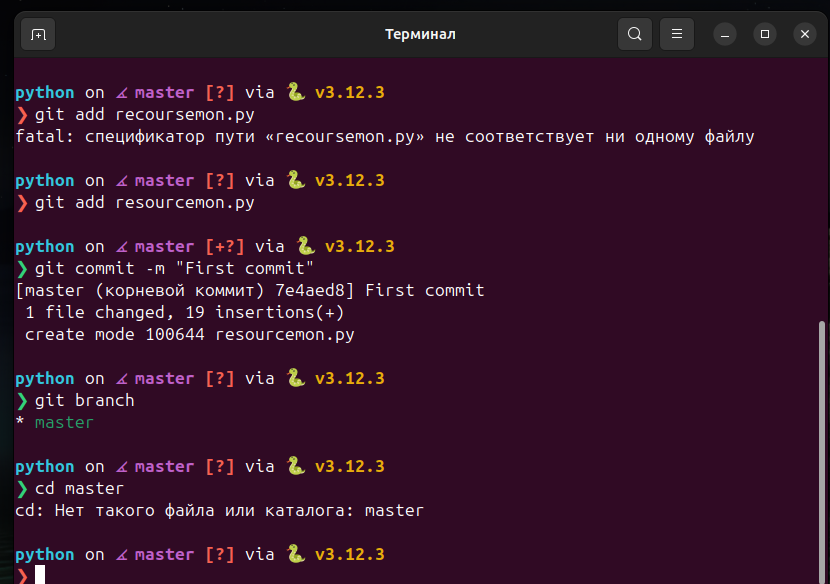 Терминал
python on master [?] via v3.12.3
❯ git add recoursemon.py
fatal: спецификатор пути «recoursemon.py» не соответствует ни одному файлу
python on master [?] via v3.12.3
❯ git add resourcemon.py
python on master [+?] via v3.12.3
❯ git commit -m "First commit"
[master (корневой коммит) 7e4aed8] First commit
1 file changed, 19 insertions(+)
create mode 100644 resourcemon.py
python on master [?] via v3.12.3
❯ git branch
* master
python on master [?] via v3.12.3
❯ cd master
cd: Нет такого файла или каталога: master
python on master [?] via v3.12.3
❯